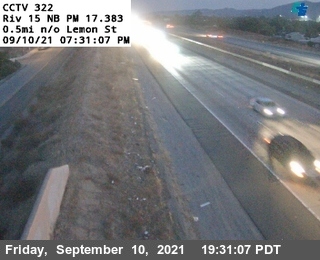 CCTV 322
Riv 15 NB PM 17.383
0.5mi n/o Lemon St
09/10/21 07:31:07 PM
Friday, September 10, 2021 19:31:07 PDT